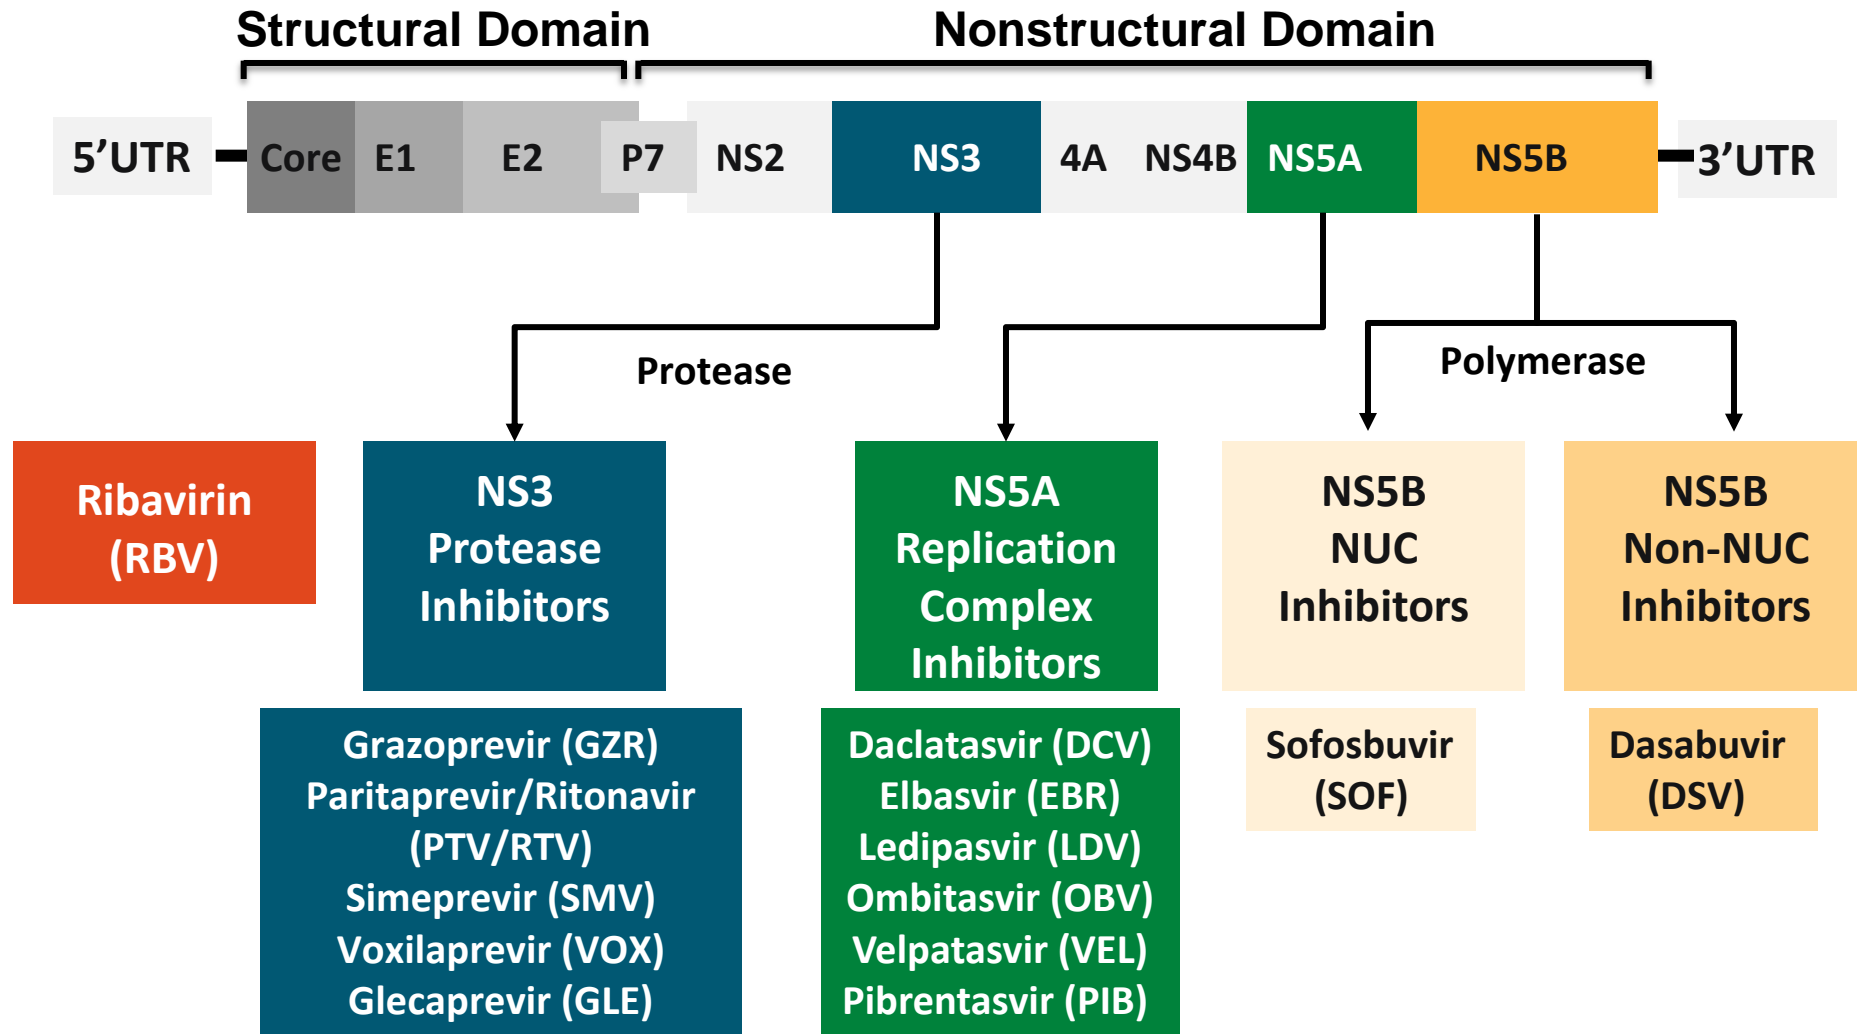 Structural Domain
Nonstructural Domain
5’UTR
Core
E1
E2
P7
NS2
NS3
4A
NS4B
NS5A
NS5B
3’UTR
Protease
Polymerase
Ribavirin
(RBV)
NS3
Protease
Inhibitors
NS5A
Replication
Complex
Inhibitors
NS5B
NUC
Inhibitors
NS5B
Non-NUC
Inhibitors
Grazoprevir (GZR)
Paritaprevir/Ritonavir
(PTV/RTV)
Simeprevir (SMV)
Voxilaprevir (VOX)
Glecaprevir (GLE)
Daclatasvir (DCV)
Elbasvir (EBR)
Ledipasvir (LDV)
Ombitasvir (OBV)
Velpatasvir (VEL)
Pibrentasvir (PIB)
Sofosbuvir
(SOF)
Dasabuvir
(DSV)